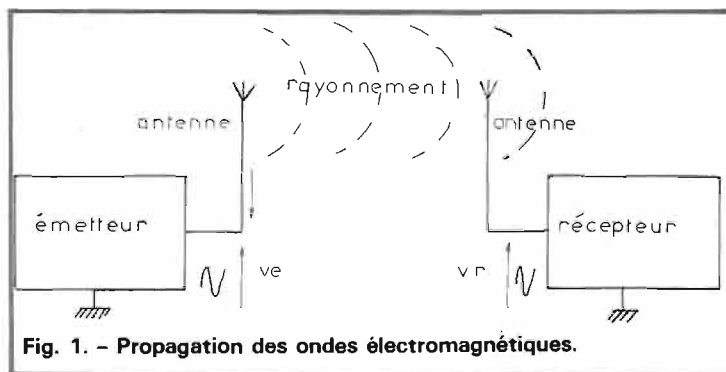 rayonnement
antenne
antenne
émetteur
récepteur
ve
vr
Fig. 1. – Propagation des ondes électromagnétiques.